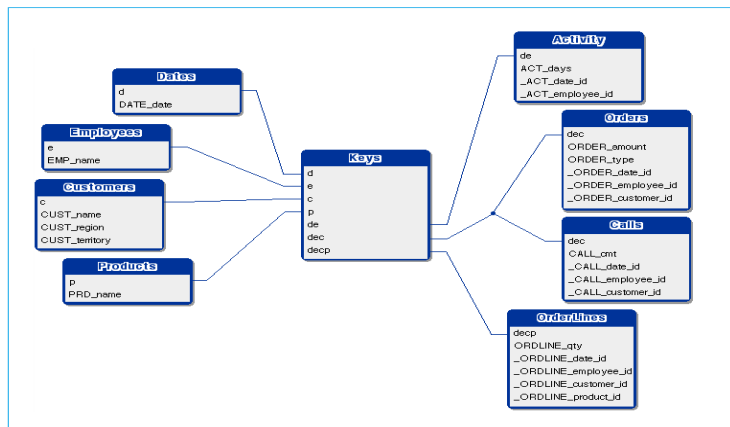 Dates
d
DATE_date
Employees
e
EMP_name
Customers
c
CUST_name
CUST_region
CUST_territory
Products
p
PRD_name
Keys
d
e
c
p
de
dec
decp
Activity
de
ACT_days
_ACT_date_id
_ACT_employee_id
Orders
dec
ORDER_amount
ORDER_type
_ORDER_date_id
_ORDER_employee_id
_ORDER_customer_id
Calls
dec
CALL_cmt
_CALL_date_id
_CALL_employee_id
_CALL_customer_id
OrderLines
decp
ORDLINE_qty
_ORDLINE_date_id
_ORDLINE_employee_id
_ORDLINE_customer_id
_ORDLINE_product_id